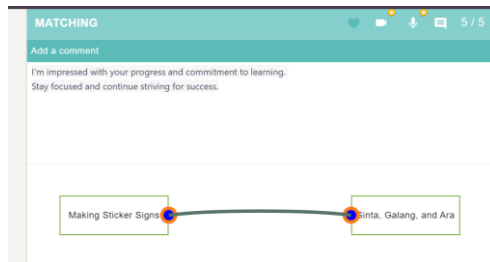 MATCHING
5 / 5
Add a comment
I'm impressed with your progress and commitment to learning.
Stay focused and continue striving for success.
Making Sticker Signs
Sinta, Galang, and Ara